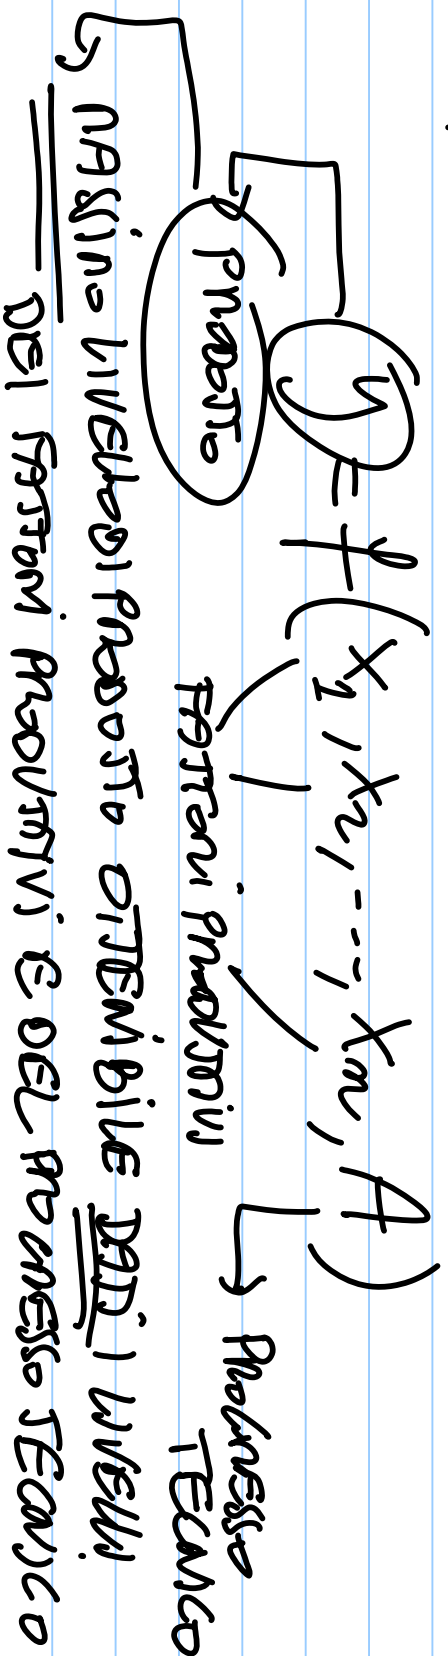 y = f(x1, x2, ---, xm, A)
PRODOTTO
FATTORI PRODUTTIVI
PROGRESSO
TECNICO
MASSIMO LIVELLO DI PRODOTTO OTTENIBILE DATI I LIVELLI
DEI FATTORI PRODUTTIVI E DEL PROGRESSO TECNICO